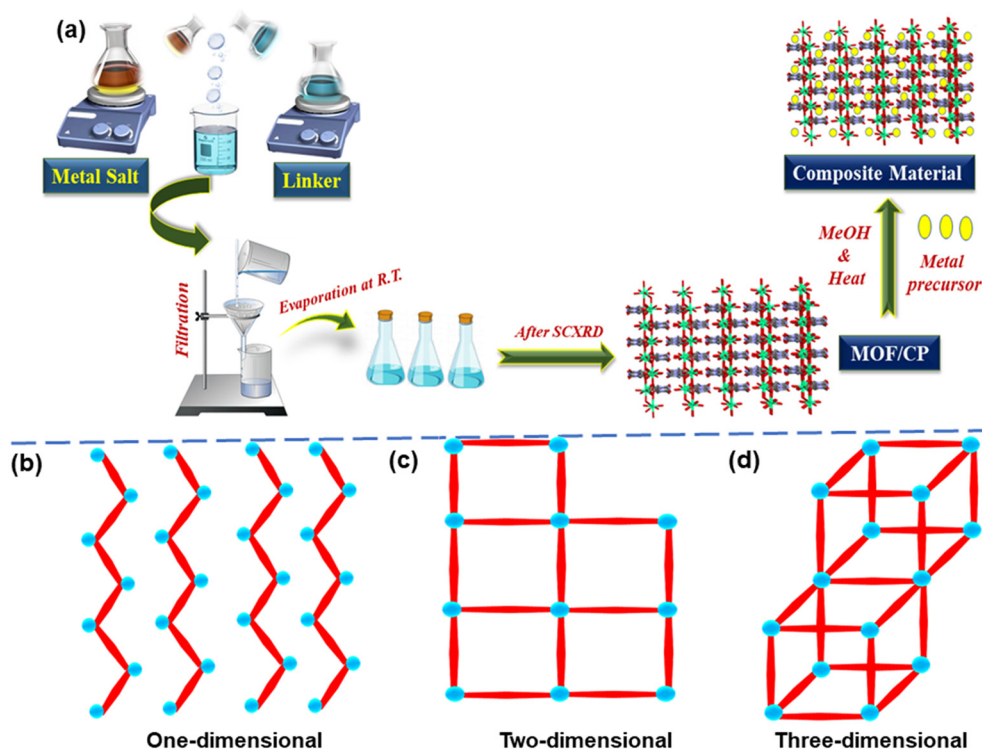 (a)
Metal Salt
Linker
Filtration
Evaporation at R.T.
After SCXRD
MOF/CP
MeOH
&
Heat
Metal
precursor
Composite Material
(b)
(c)
(d)
One-dimensional
Two-dimensional
Three-dimensional